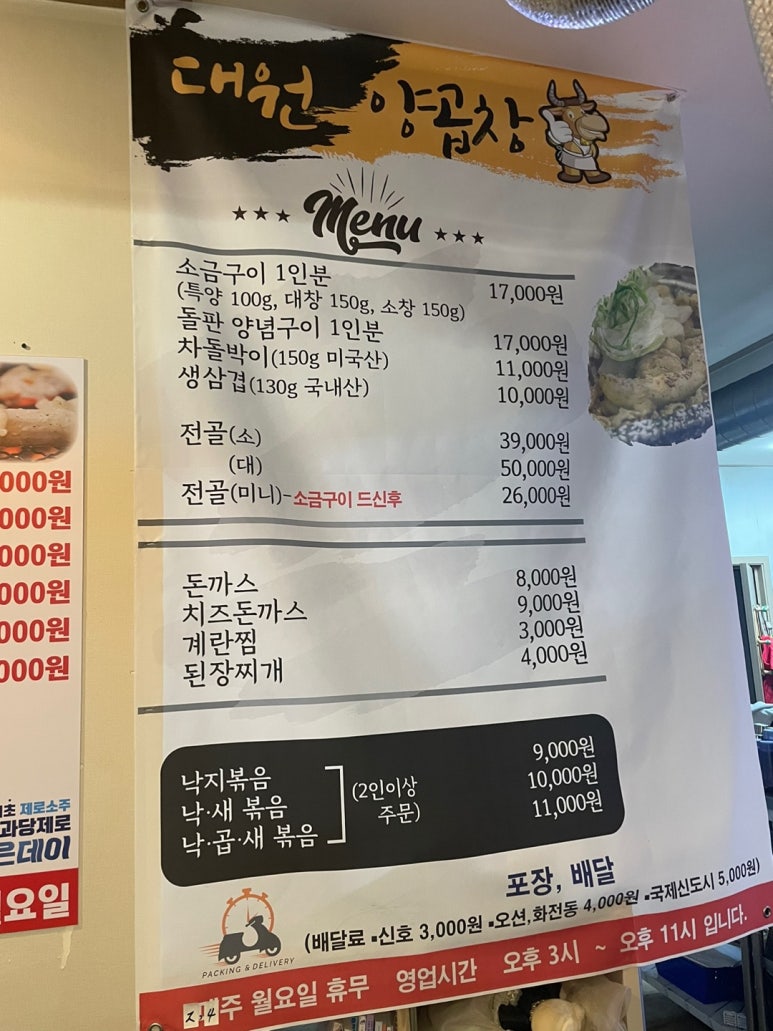 대원 양곱창
★★★ Menu ★★★
소금구이 1인분
(특양 100g, 대창 150g, 소창 150g) 17,000원
돌판 양념구이 1인분 17,000원
차돌박이(150g 미국산) 11,000원
생삼겹(130g 국내산) 10,000원
전골(소) 39,000원
(대) 50,000원
전골(미니)-소금구이 드신후 26,000원
돈까스 8,000원
치즈돈까스 9,000원
계란찜 3,000원
된장찌개 4,000원
낙지볶음 9,000원
낙·새 볶음 (2인이상 주문) 10,000원
낙·곱·새 볶음 11,000원
포장, 배달
(배달료 ▪신호 3,000원 ▪오션,화전동 4,000원 ▪국제신도시 5,000원)
PACKING & DELIVERY
주 월요일 휴무 영업시간 오후 3시 ~ 오후 11시 입니다.
000원
000원
000원
000원
000원
000원
초 제로소주
과당제로
은데이
요일